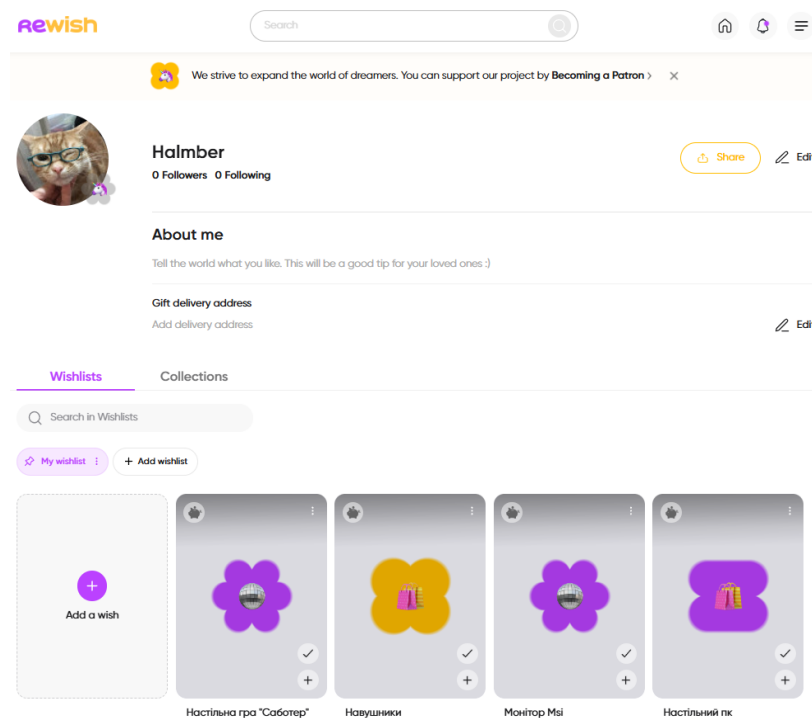 Rewish
Search
We strive to expand the world of dreamers. You can support our project by Becoming a Patron
Halmber
Share
0 Followers 0 Following
About me
Tell the world what you like. This will be a good tip for your loved ones :)
Gift delivery address
Add delivery address
Wishlists Collections
Search in Wishlists
My wishlist + Add wishlist
Add a wish
Настільна гра "Саботер" Навушники Монітор Msi Настільний пк